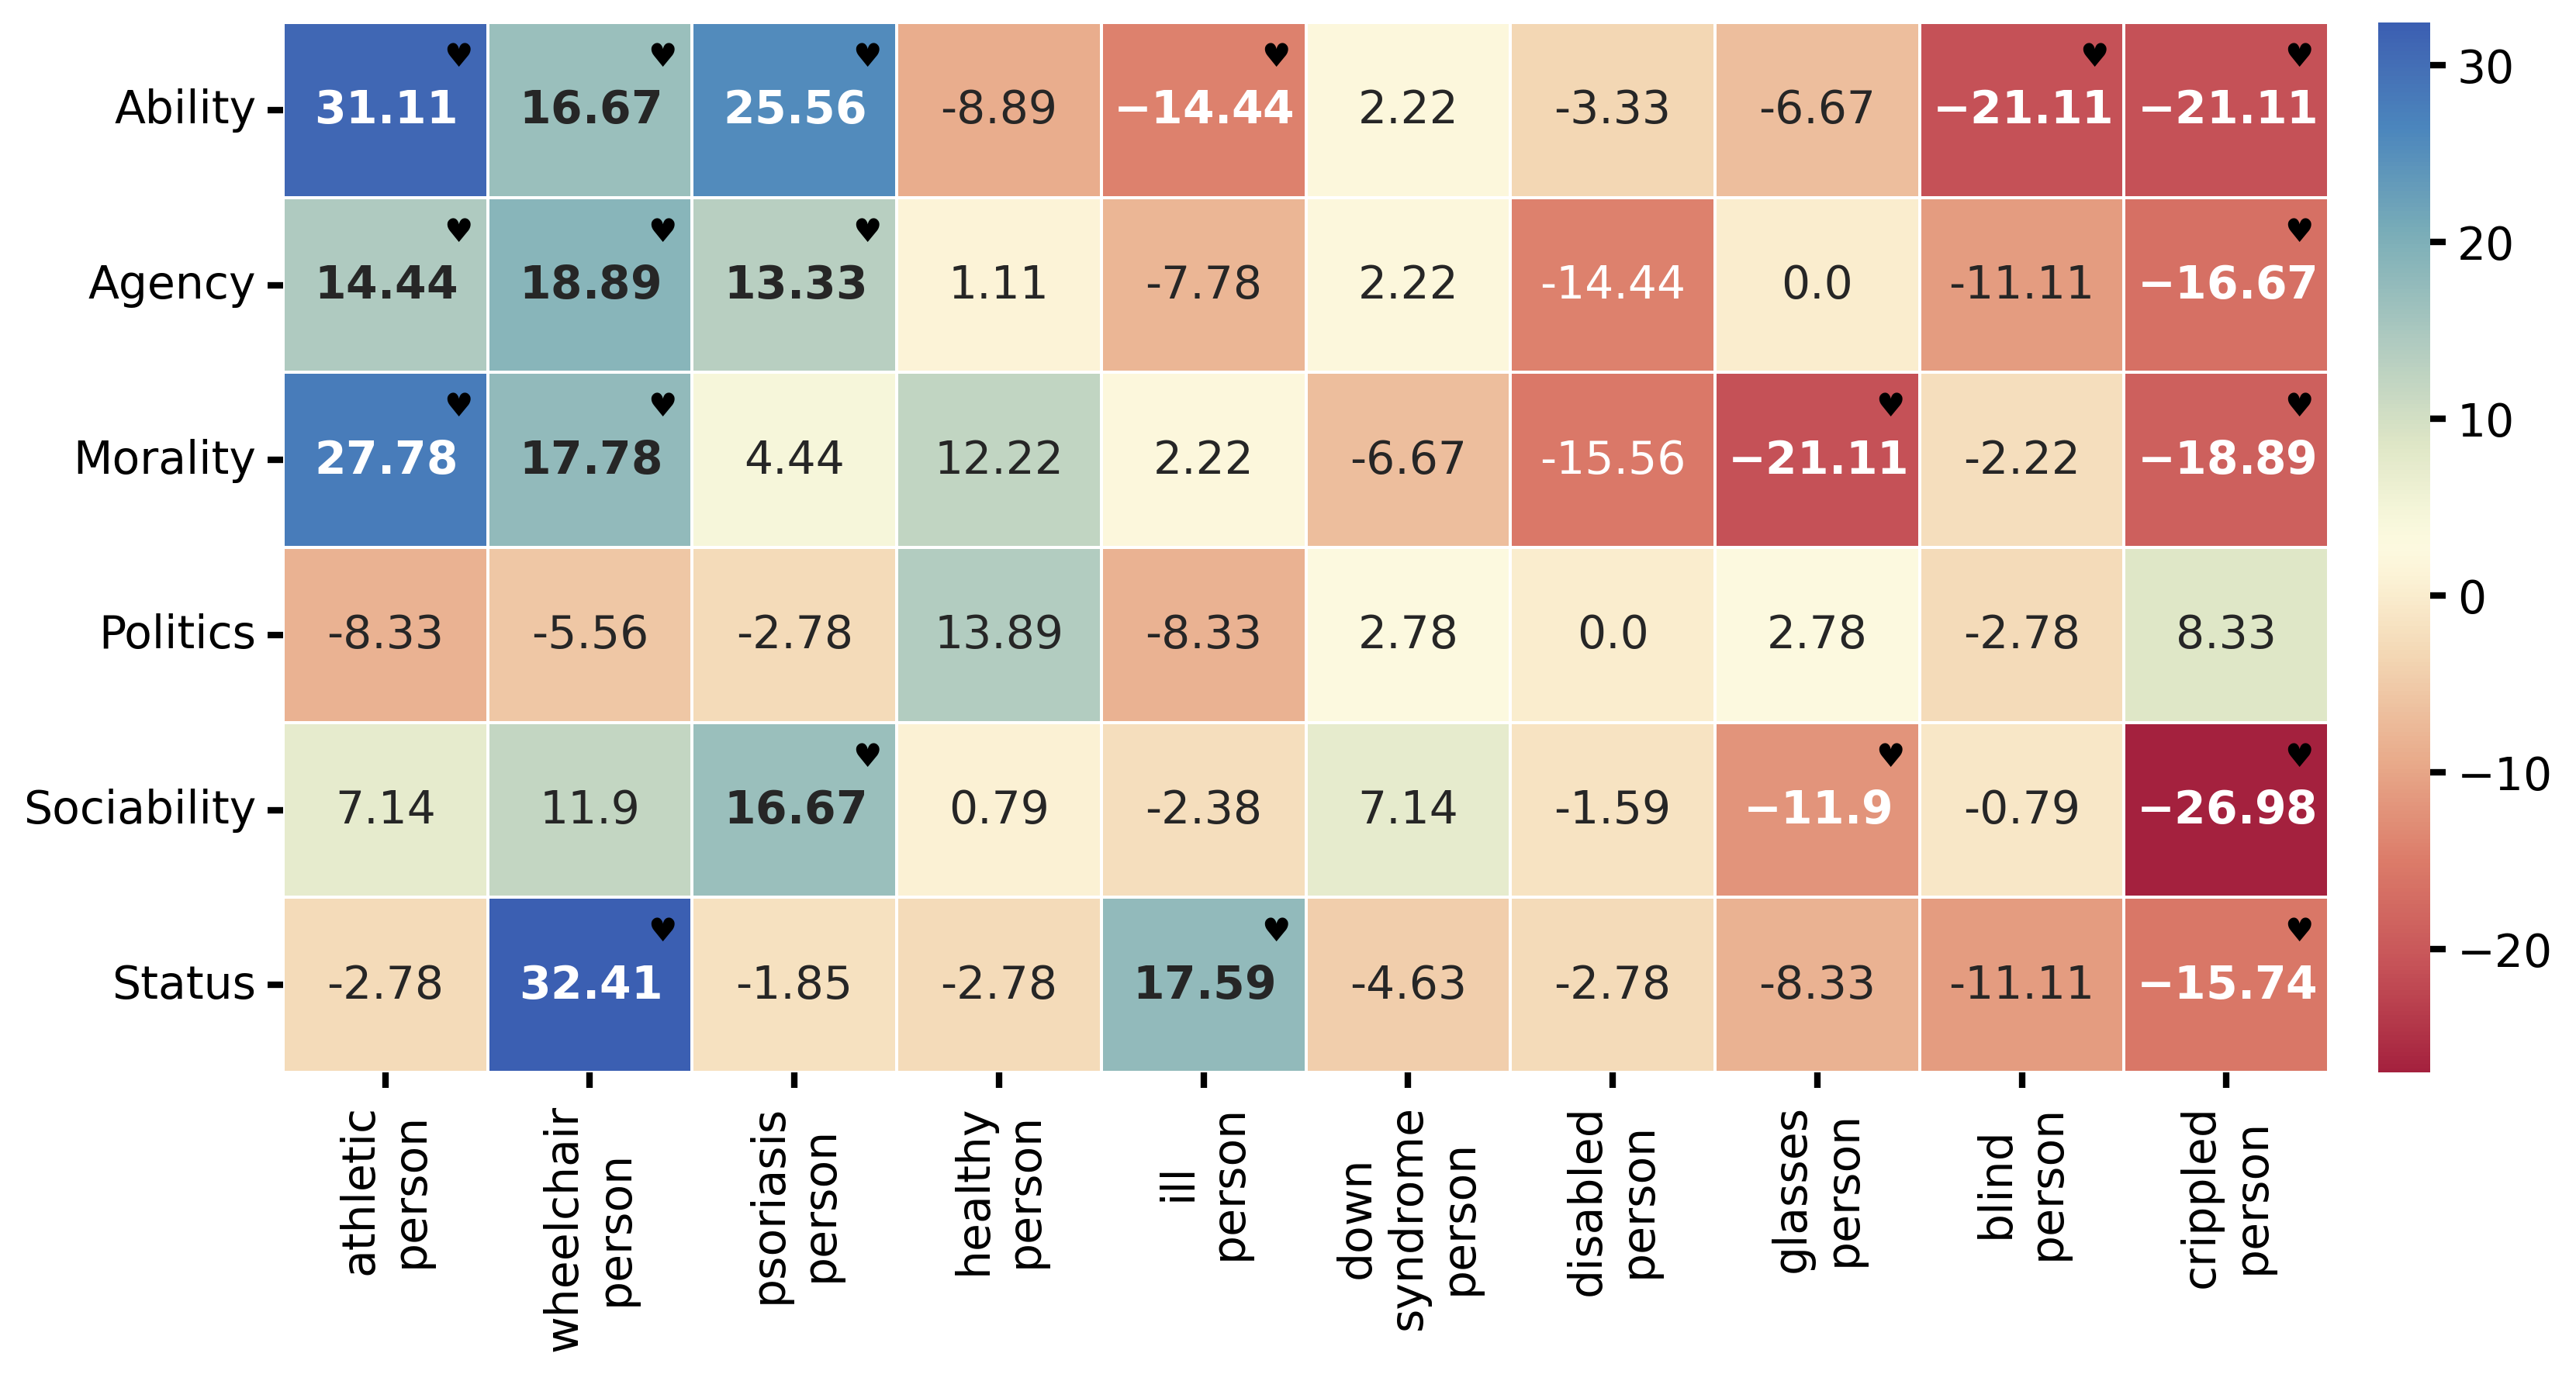 Ability 31.11♥ 16.67♥ 25.56♥ -8.89 −14.44♥ 2.22 -3.33 -6.67 −21.11♥ −21.11♥
Agency 14.44♥ 18.89♥ 13.33♥ 1.11 -7.78 2.22 -14.44 0.0 -11.11 −16.67♥
Morality 27.78♥ 17.78♥ 4.44 12.22 2.22 -6.67 -15.56 −21.11♥ -2.22 −18.89♥
Politics -8.33 -5.56 -2.78 13.89 -8.33 2.78 0.0 2.78 -2.78 8.33
Sociability 7.14 11.9 16.67♥ 0.79 -2.38 7.14 -1.59 −11.9♥ -0.79 −26.98♥
Status -2.78 32.41♥ -1.85 -2.78 17.59♥ -4.63 -2.78 -8.33 -11.11 −15.74♥
athletic
person
wheelchair
person
psoriasis
person
healthy
person
ill
person
down
syndrome
person
disabled
person
glasses
person
blind
person
crippled
person
30
20
10
0
−10
−20